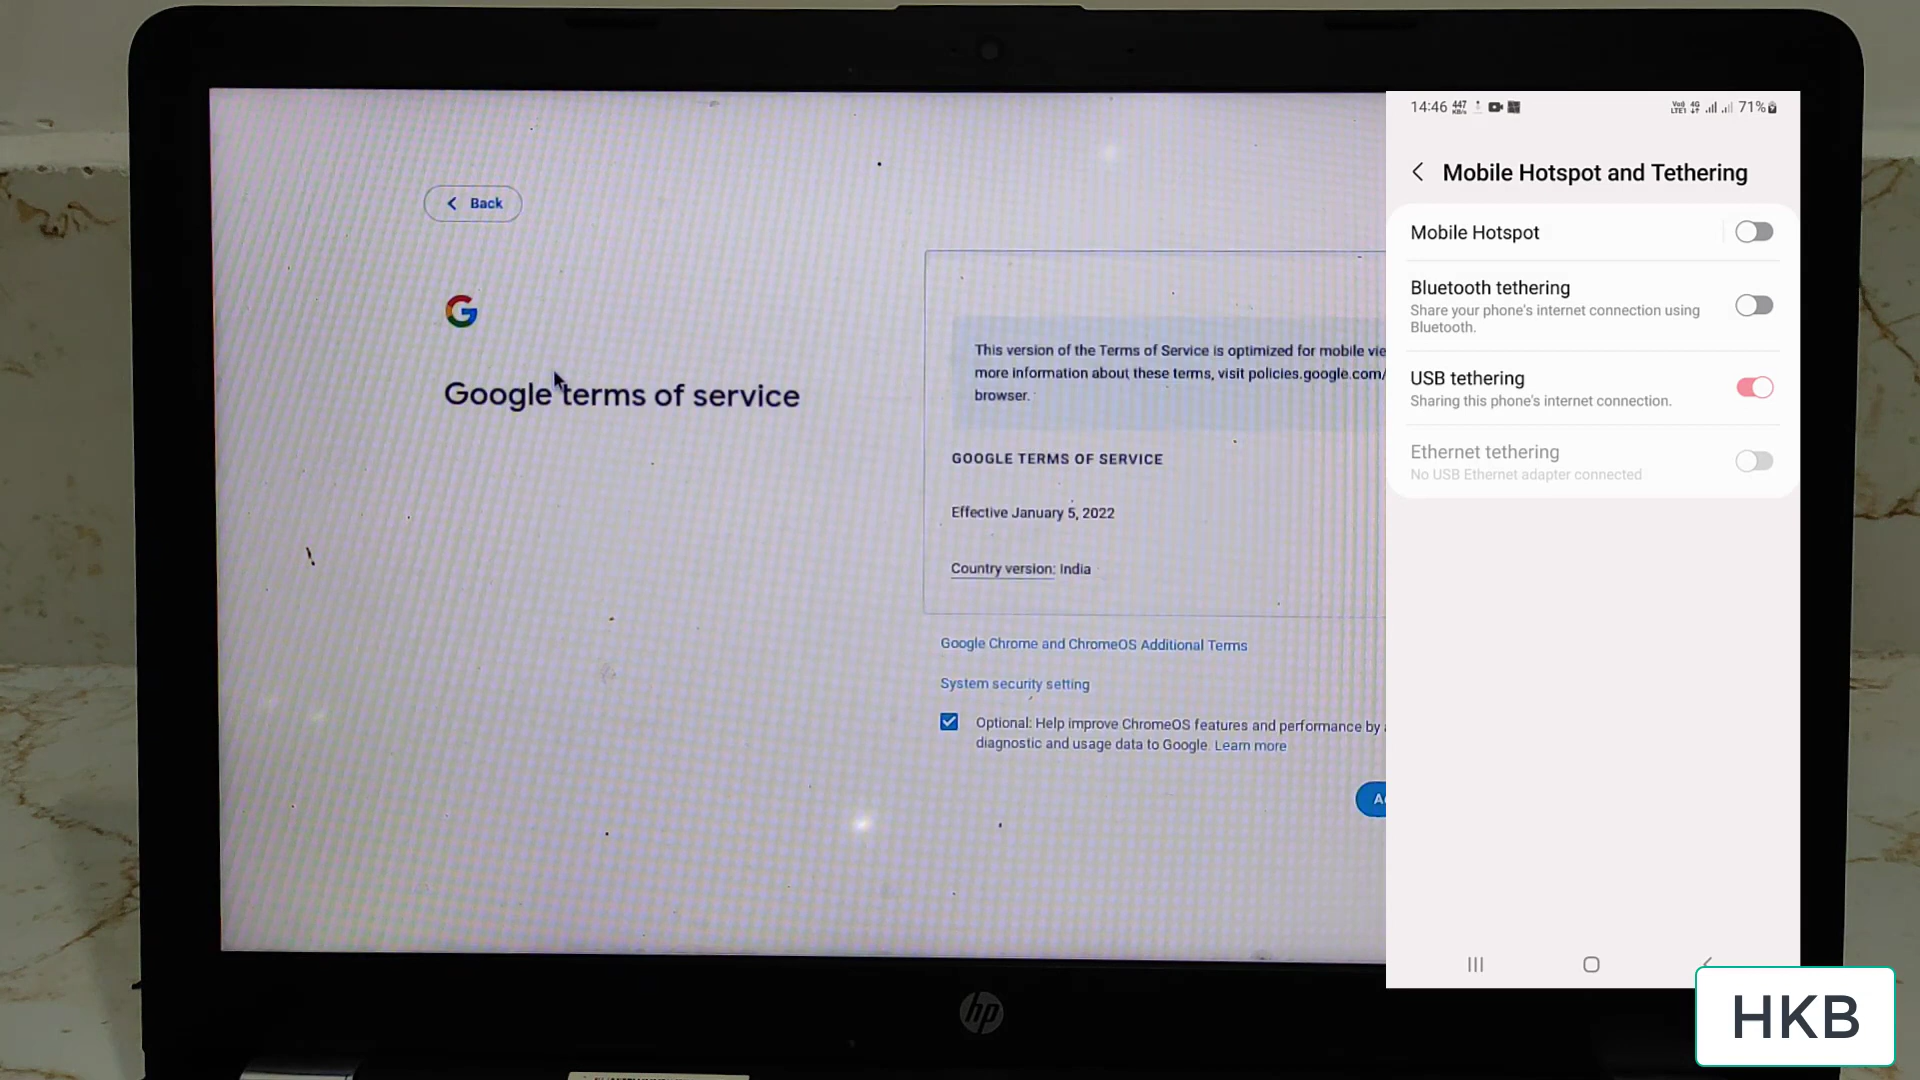 Back
Google terms of service
This version of the Terms of Service is optimized for mobile vie
more information about these terms, visit policies.google.com/
browser.
GOOGLE TERMS OF SERVICE
Effective January 5, 2022
Country version: India
Google Chrome and ChromeOS Additional Terms
System security setting
Optional: Help improve ChromeOS features and performance by a
diagnostic and usage data to Google. Learn more
14:46 447 KB/s
VoD LTE1 4G 71%
Mobile Hotspot and Tethering
Mobile Hotspot
Bluetooth tethering
Share your phone's internet connection using
Bluetooth.
USB tethering
Sharing this phone's internet connection.
Ethernet tethering
No USB Ethernet adapter connected
hp
HKB